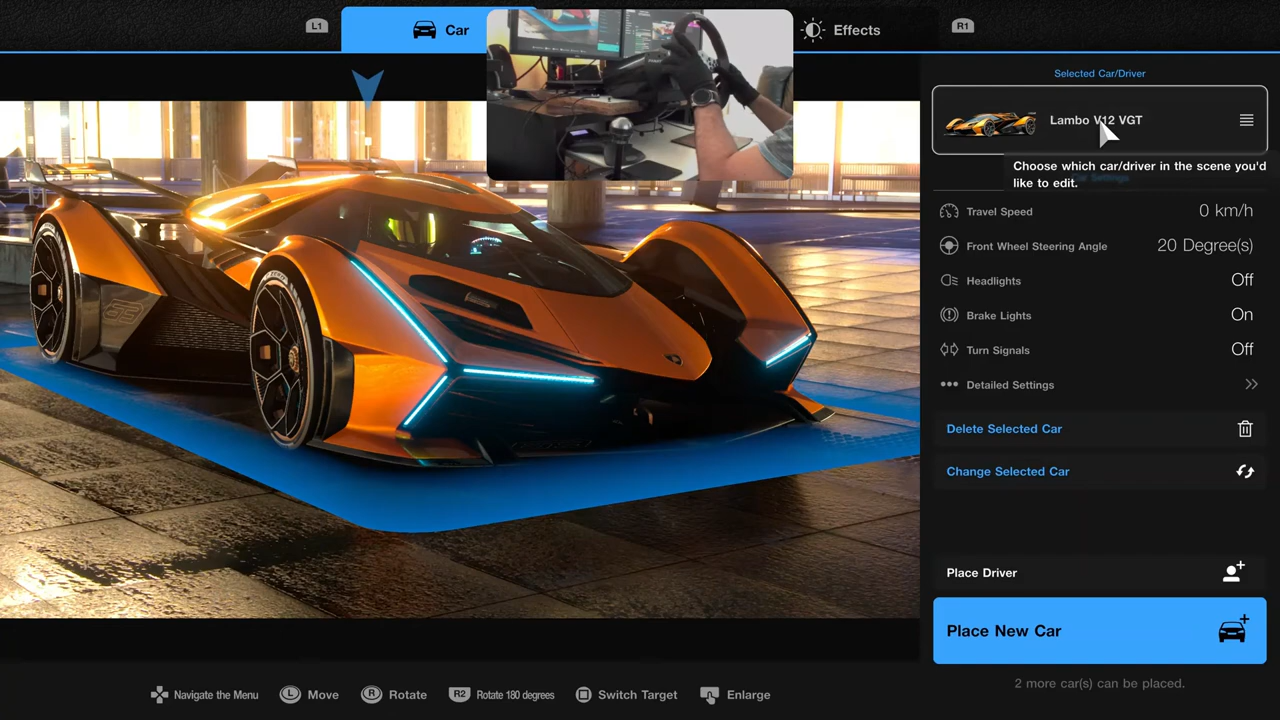 L1
Car
Effects
R1
Selected Car/Driver
Lambo V12 VGT
Choose which car/driver in the scene you'd
like to edit.
Travel Speed 0 km/h
Front Wheel Steering Angle 20 Degree(s)
Headlights Off
Brake Lights On
Turn Signals Off
Detailed Settings
Delete Selected Car
Change Selected Car
Place Driver
Place New Car
2 more car(s) can be placed.
Navigate the Menu L Move R Rotate R2 Rotate 180 degrees Switch Target Enlarge